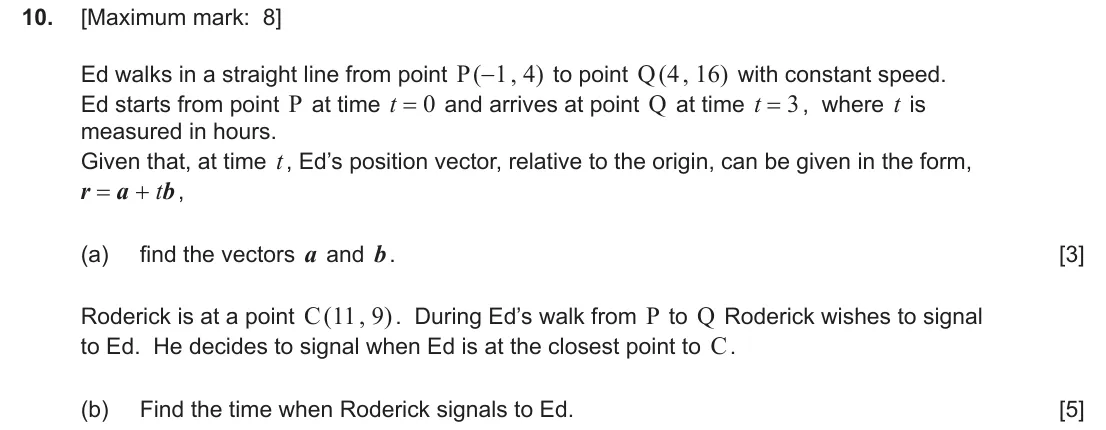 10. [Maximum mark: 8]
Ed walks in a straight line from point P(−1, 4) to point Q(4, 16) with constant speed.
Ed starts from point P at time t = 0 and arrives at point Q at time t = 3, where t is
measured in hours.
Given that, at time t, Ed's position vector, relative to the origin, can be given in the form,
r = a + tb,
(a) find the vectors a and b. [3]
Roderick is at a point C(11, 9). During Ed's walk from P to Q Roderick wishes to signal
to Ed. He decides to signal when Ed is at the closest point to C.
(b) Find the time when Roderick signals to Ed. [5]